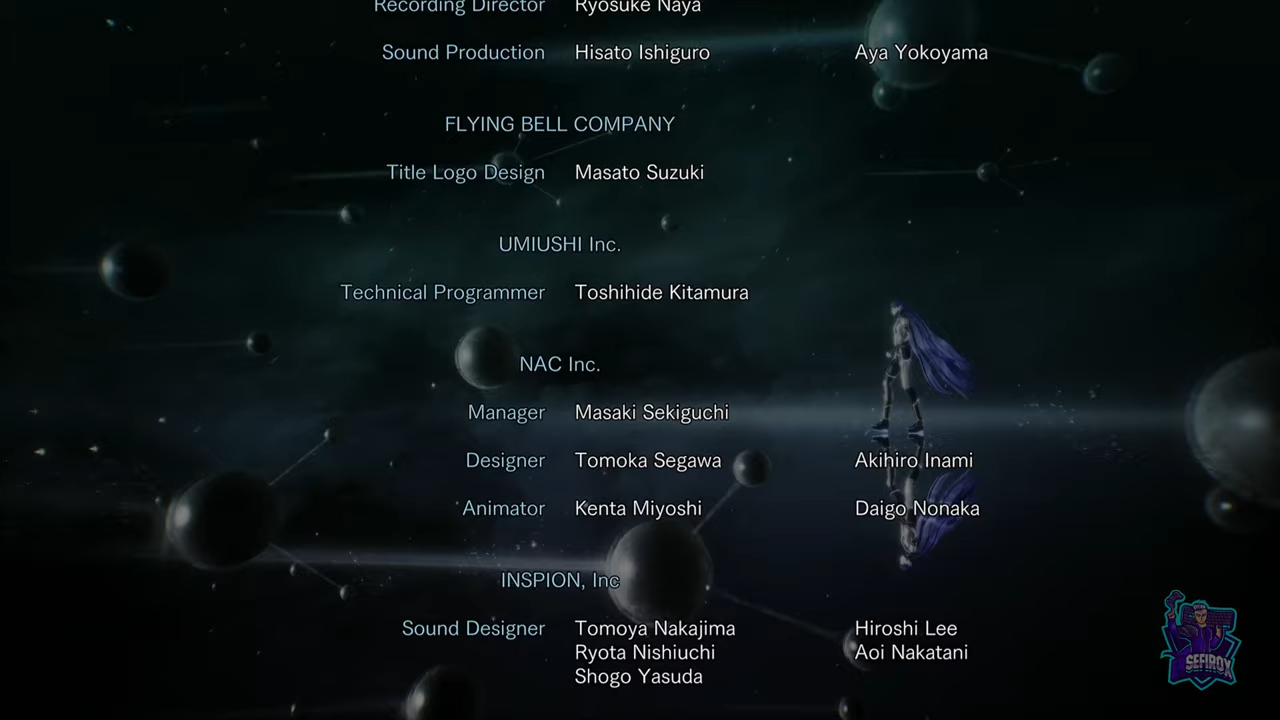 Recording Director Ryosuke Naya
Sound Production Hisato Ishiguro Aya Yokoyama
FLYING BELL COMPANY
Title Logo Design Masato Suzuki
UMIUSHI Inc.
Technical Programmer Toshihide Kitamura
NAC Inc.
Manager Masaki Sekiguchi
Designer Tomoka Segawa Akihiro Inami
Animator Kenta Miyoshi Daigo Nonaka
INSPION, Inc
Sound Designer Tomoya Nakajima Hiroshi Lee
Ryota Nishiuchi Aoi Nakatani
Shogo Yasuda
SEFIROX